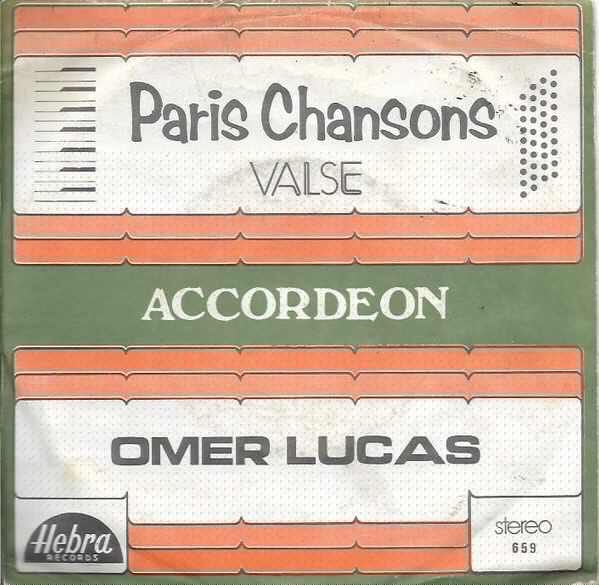 Paris Chansons
VALSE
ACCORDEON
OMER LUCAS
Hebra
RECORDS
stereo
659